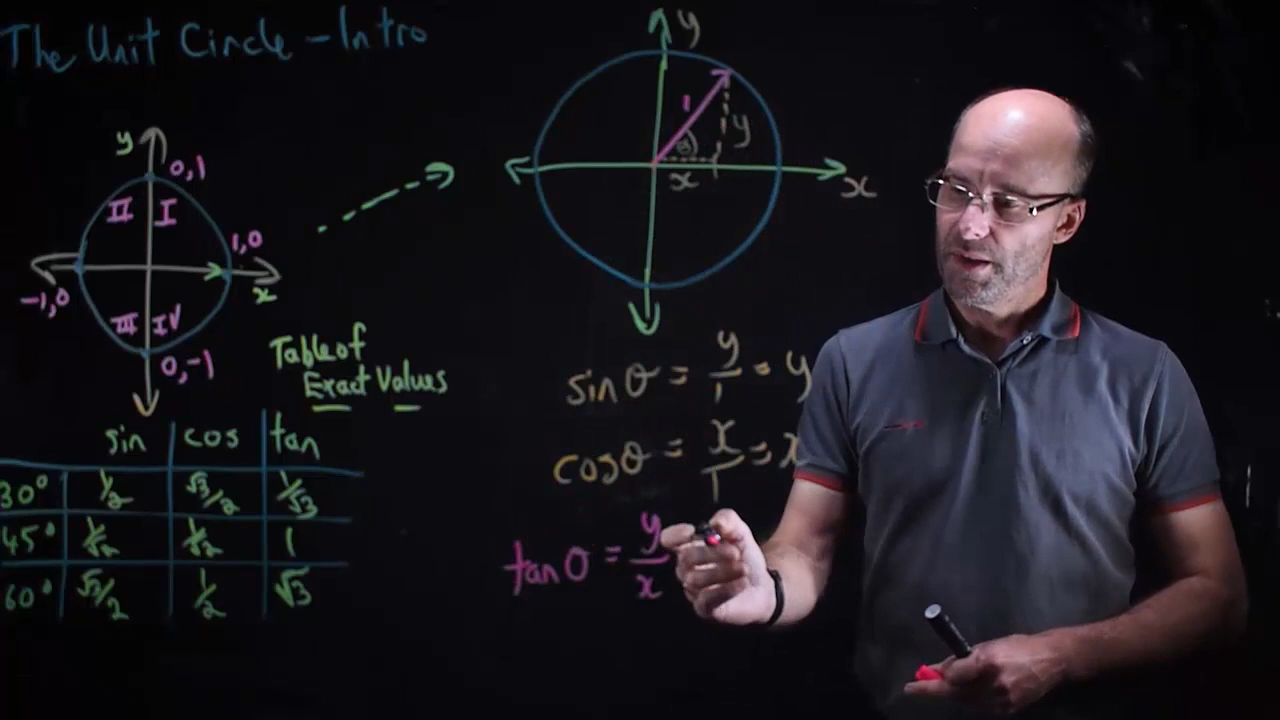 The Unit Circle - Intro
y
0,1
II I
1,0
-1,0
x
III IV
0,-1
y
1
θ
y
x
x
Table of
Exact Values
sin cos tan
30° 1/2 √3/2 1/√3
45° 1/√2 1/√2 1
60° √3/2 1/2 √3
sin θ = y/1 = y
cos θ = x/1 = x
tan θ = y/x